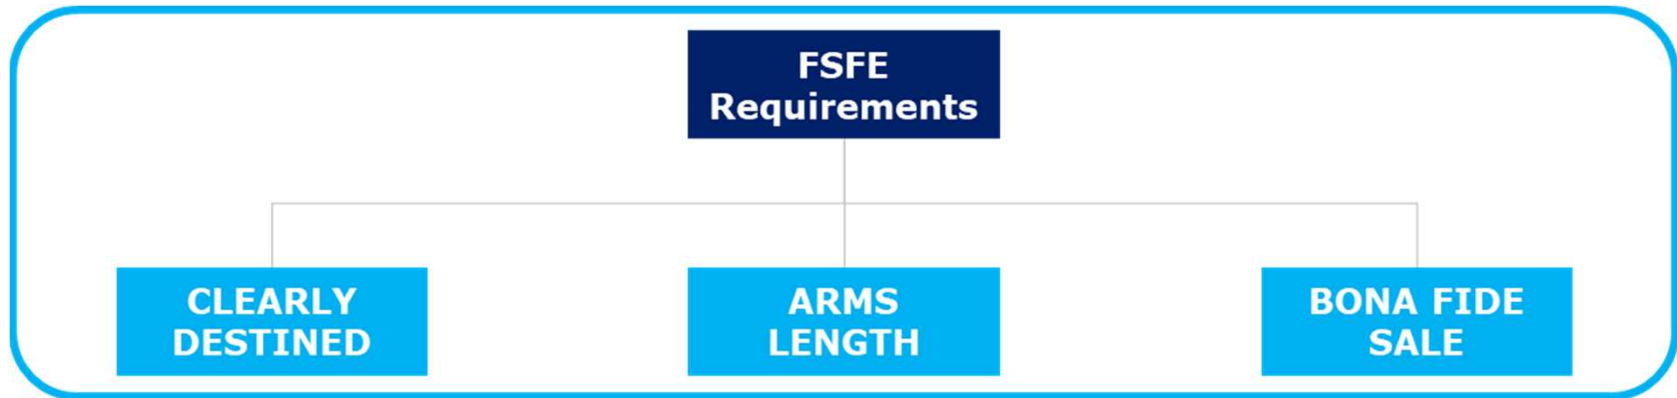 FSFE
Requirements
CLEARLY
DESTINED
ARMS
LENGTH
BONA FIDE
SALE